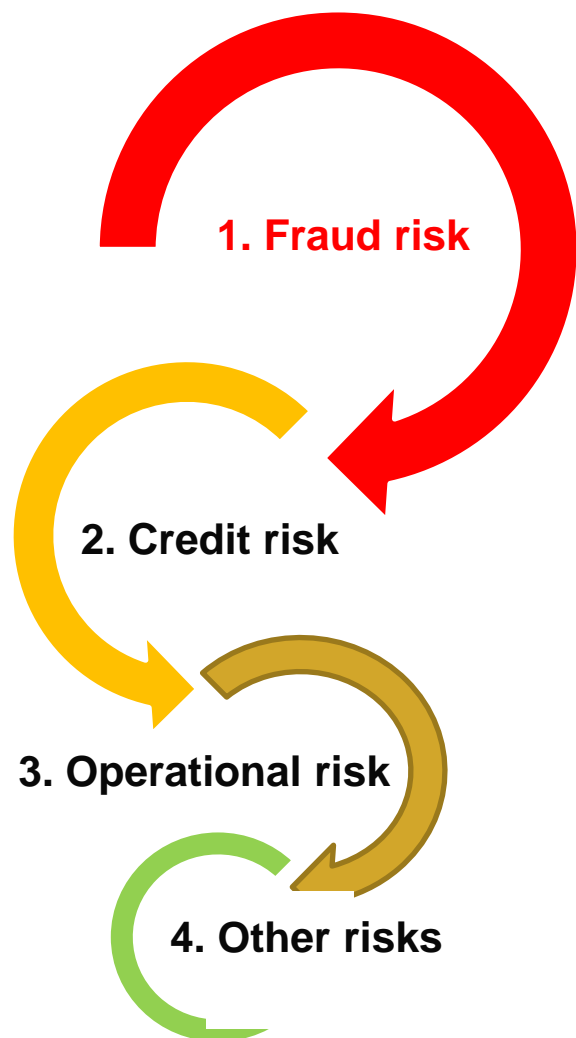 1. Fraud risk
2. Credit risk
3. Operational risk
4. Other risks